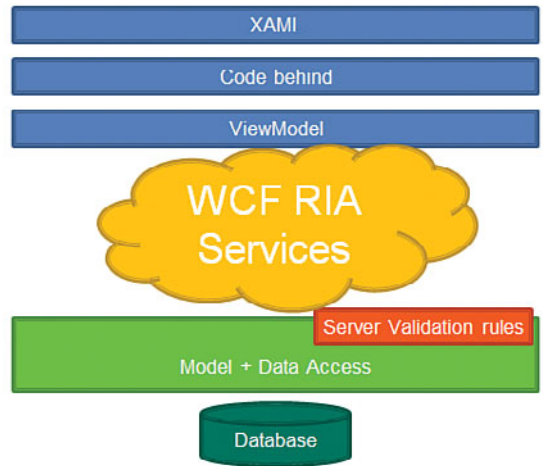 XAMl
Code behind
ViewModel
WCF RIA
Services
Server Validation rules
Model + Data Access
Database